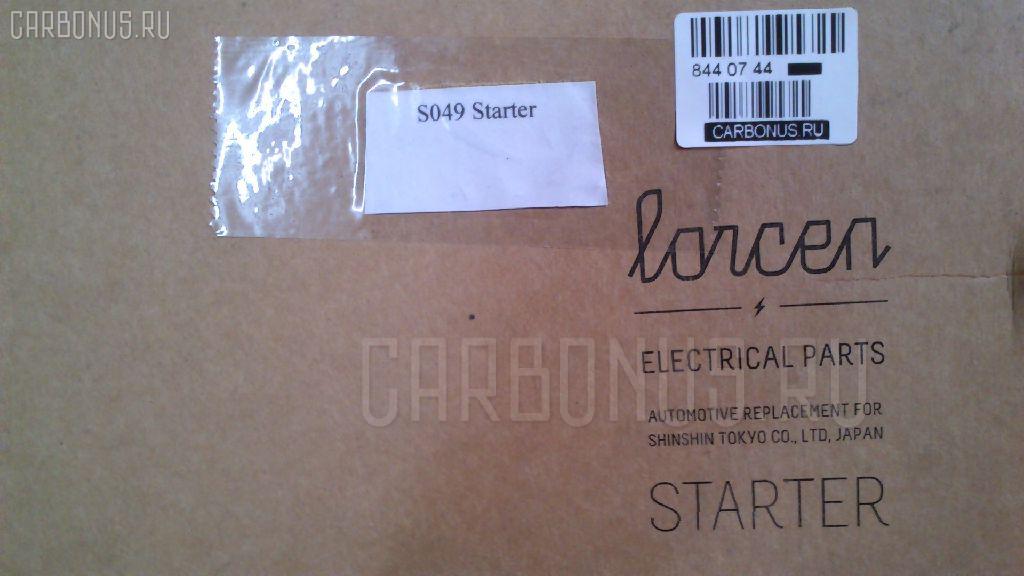 CARBONUS.RU
S049 Starter
844 07 44
CARBONUS.RU
lorcen
ELECTRICAL PARTS
CARBONUS.RU
AUTOMOTIVE REPLACEMENT FOR
SHINSHIN TOKYO CO., LTD, JAPAN
STARTER